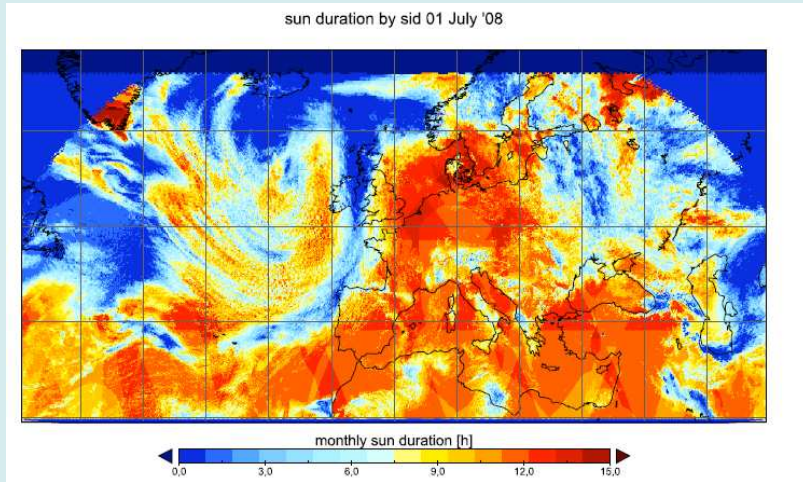 sun duration by sid 01 July '08
monthly sun duration [h]
0,0 3,0 6,0 9,0 12,0 15,0